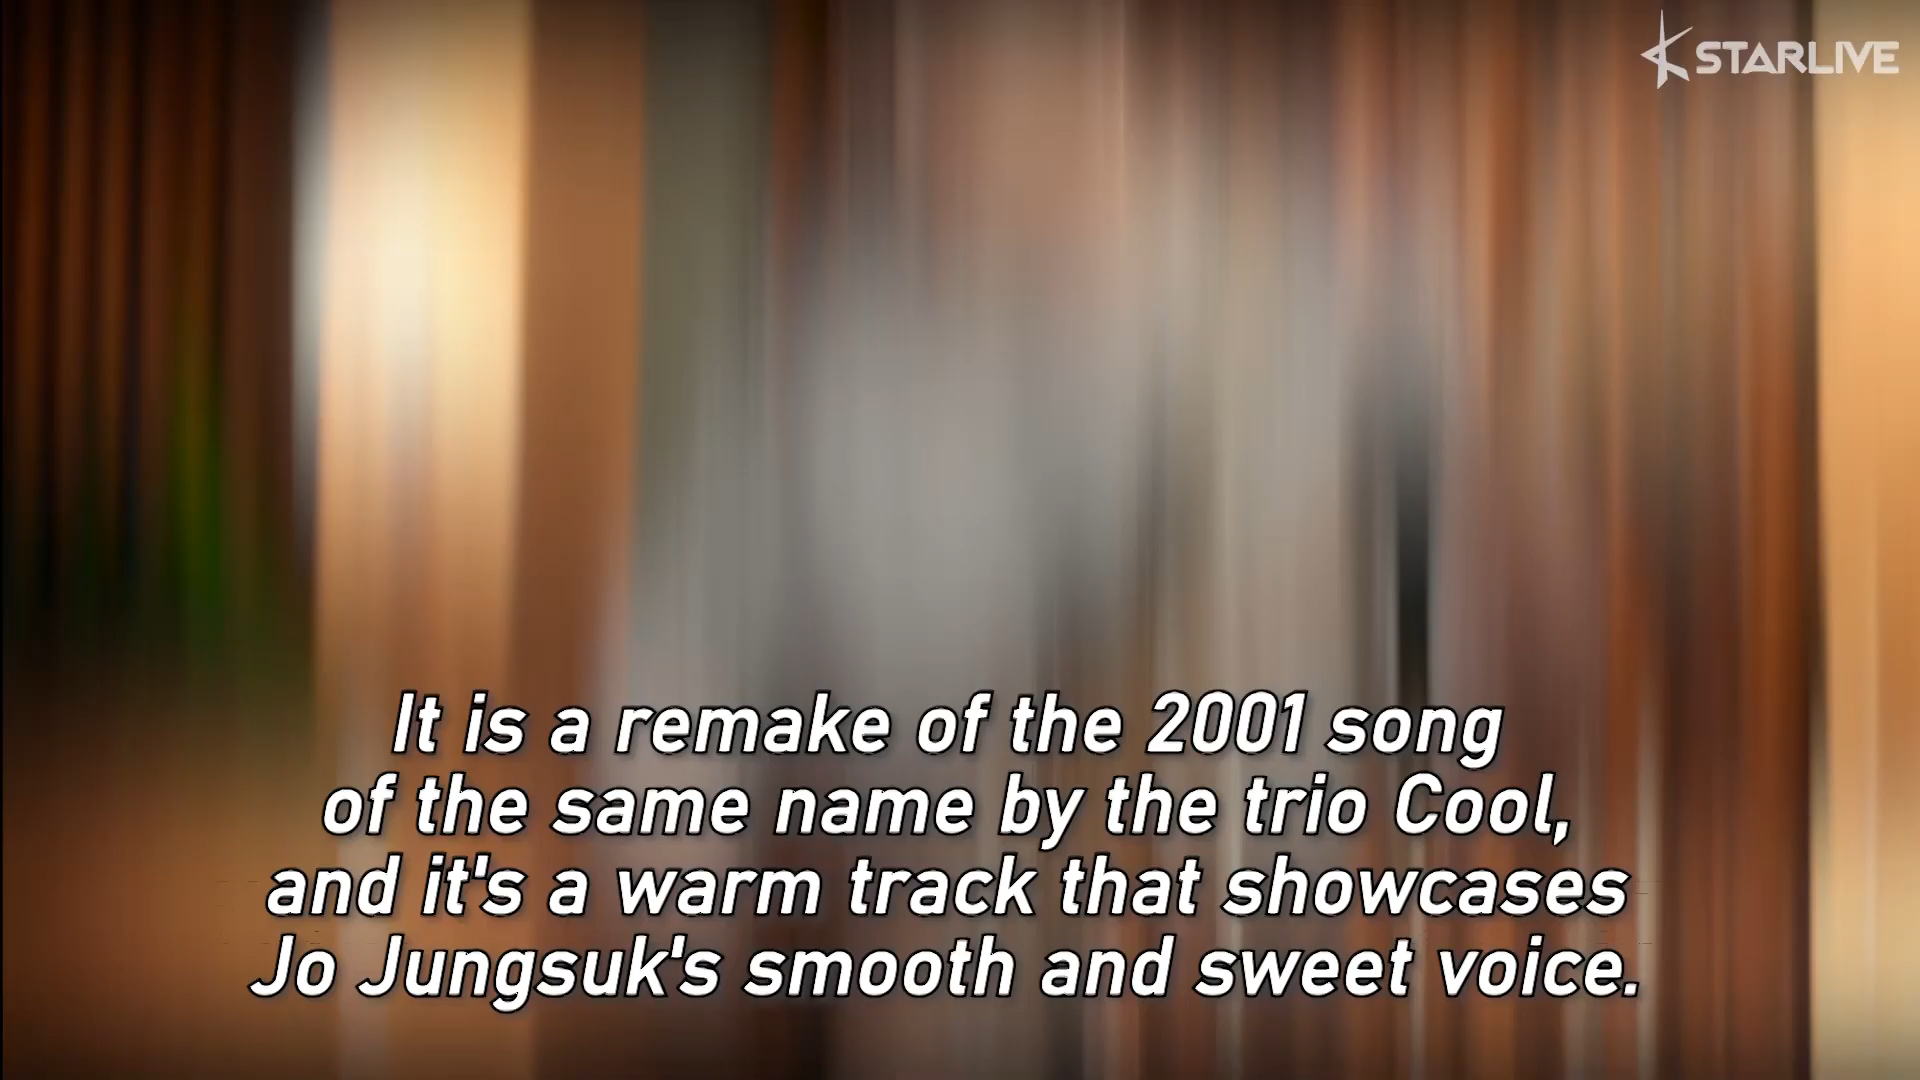 STARLIVE
It is a remake of the 2001 song
of the same name by the trio Cool,
and it's a warm track that showcases
Jo Jungsuk's smooth and sweet voice.